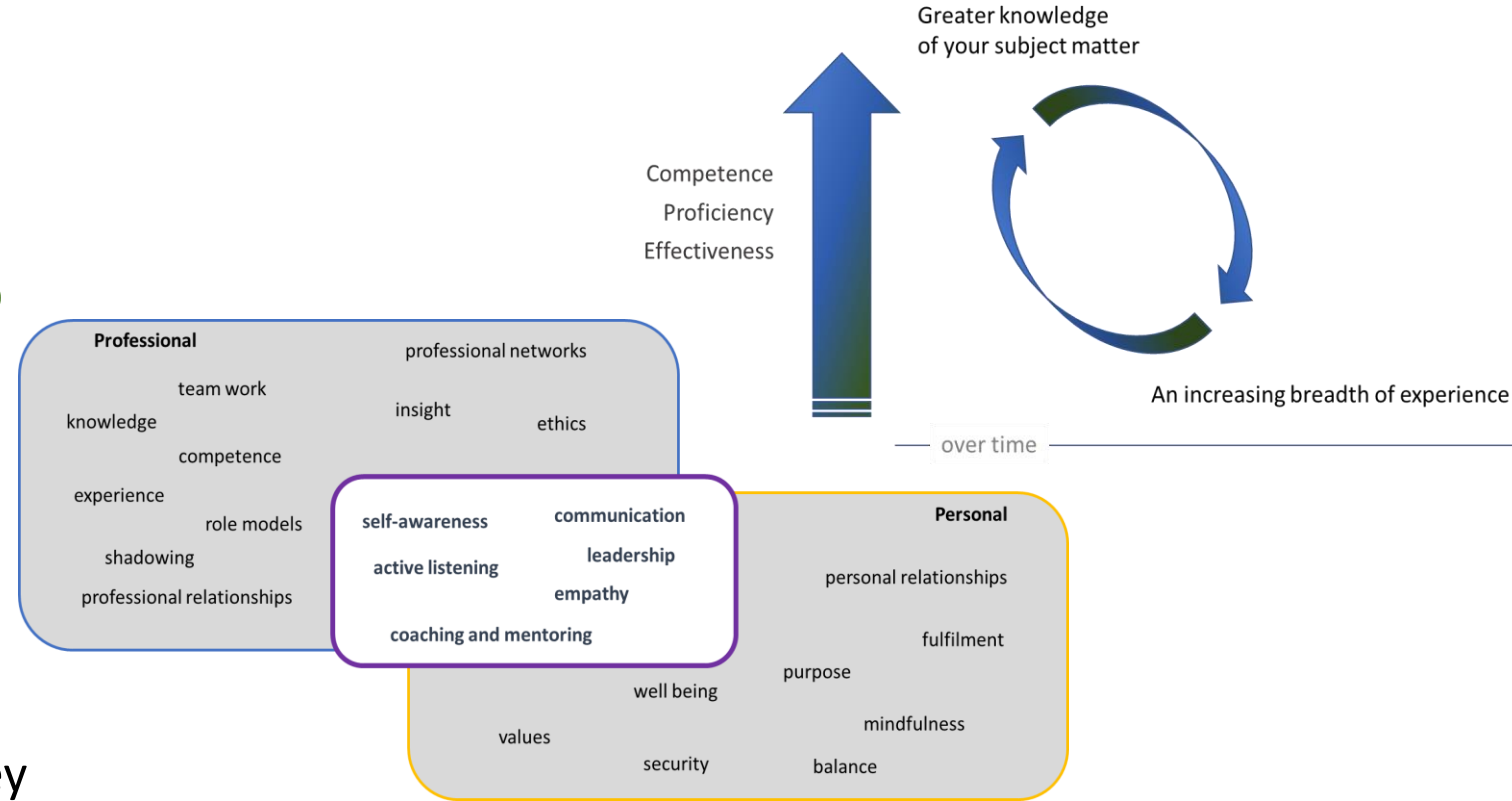 Greater knowledge
of your subject matter
Competence
Proficiency
Effectiveness
An increasing breadth of experience
over time
Professional
professional networks
team work
insight
knowledge
ethics
competence
experience
role models
shadowing
professional relationships
self-awareness
communication
leadership
active listening
empathy
coaching and mentoring
Personal
personal relationships
fulfilment
purpose
well being
mindfulness
values
security
balance